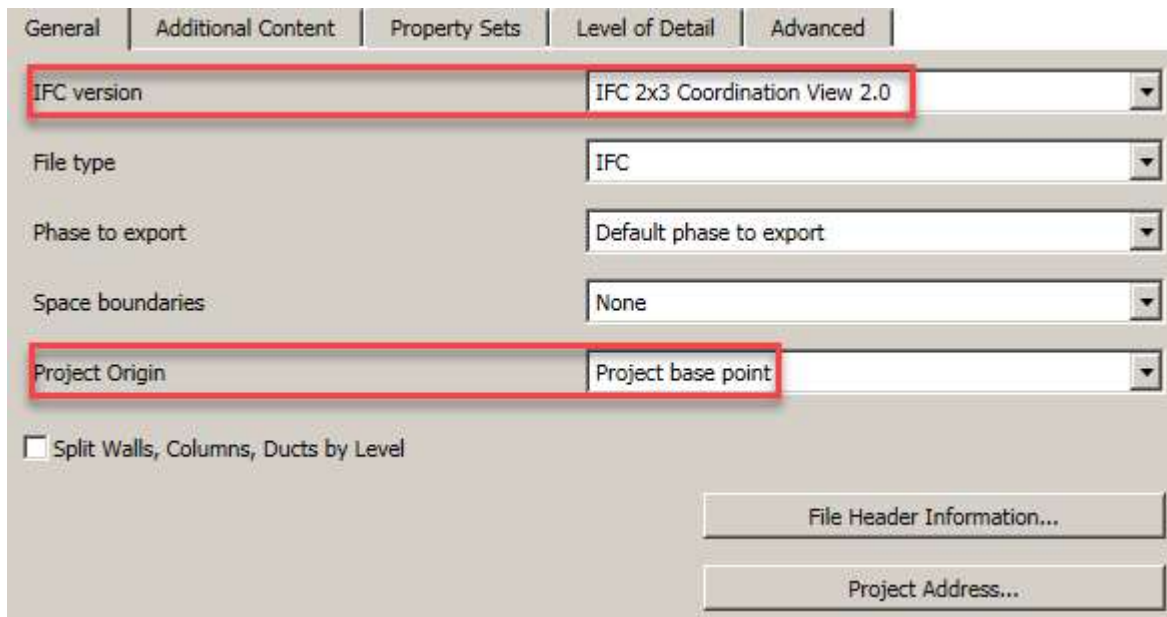 General Additional Content Property Sets Level of Detail Advanced
IFC version IFC 2x3 Coordination View 2.0
File type IFC
Phase to export Default phase to export
Space boundaries None
Project Origin Project base point
Split Walls, Columns, Ducts by Level
File Header Information...
Project Address...